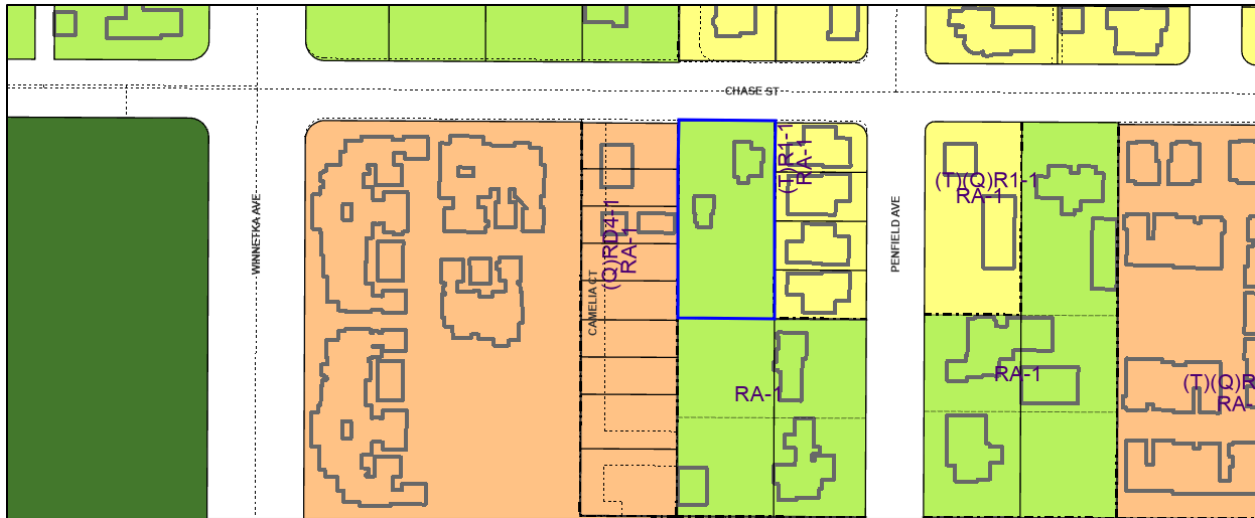 CHASE ST
WINNETKA AVE
CAMELIA CT
(Q)RD4-1
RA-1
(T)R1-1
RA-1
PENFIELD AVE
(T)(Q)R1-1
RA-1
RA-1
RA-1
(T)(Q)R
RA-